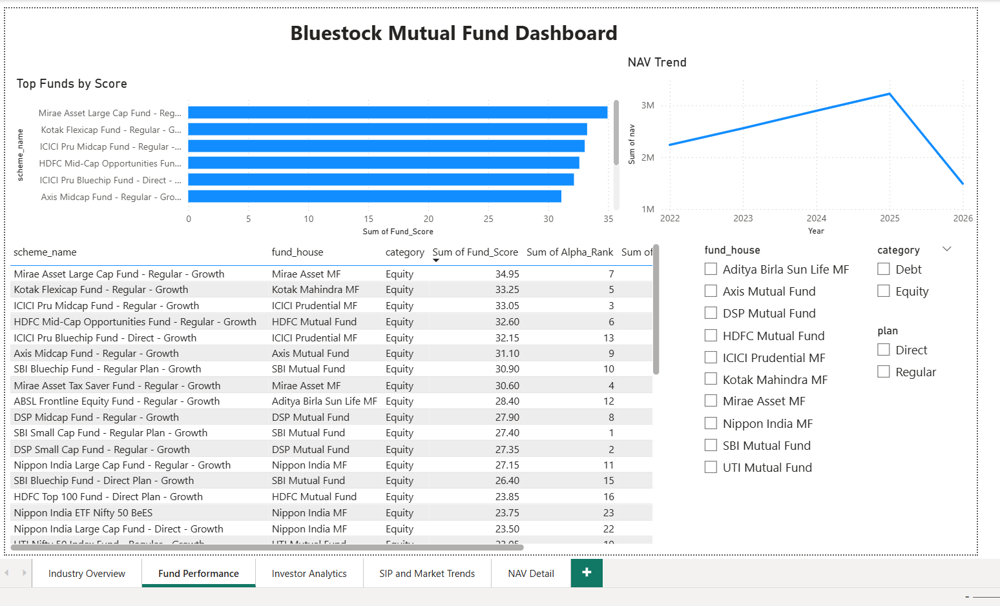 Bluestock Mutual Fund Dashboard
Top Funds by Score
scheme_name
Mirae Asset Large Cap Fund - Reg...
Kotak Flexicap Fund - Regular - G...
ICICI Pru Midcap Fund - Regular -...
HDFC Mid-Cap Opportunities Fun...
ICICI Pru Bluechip Fund - Direct - ...
Axis Midcap Fund - Regular - Gro...
0 5 10 15 20 25 30 35
Sum of Fund_Score
NAV Trend
Sum of nav
3M
2M
1M
2022 2023 2024 2025 2026
Year
scheme_name fund_house category Sum of Fund_Score Sum of Alpha_Rank Sum of
Mirae Asset Large Cap Fund - Regular - Growth Mirae Asset MF Equity 34.95 7
Kotak Flexicap Fund - Regular - Growth Kotak Mahindra MF Equity 33.25 5
ICICI Pru Midcap Fund - Regular - Growth ICICI Prudential MF Equity 33.05 3
HDFC Mid-Cap Opportunities Fund - Regular - Growth HDFC Mutual Fund Equity 32.60 6
ICICI Pru Bluechip Fund - Direct - Growth ICICI Prudential MF Equity 32.15 13
Axis Midcap Fund - Regular - Growth Axis Mutual Fund Equity 31.10 9
SBI Bluechip Fund - Regular Plan - Growth SBI Mutual Fund Equity 30.90 10
Mirae Asset Tax Saver Fund - Regular - Growth Mirae Asset MF Equity 30.60 4
ABSL Frontline Equity Fund - Regular - Growth Aditya Birla Sun Life MF Equity 28.40 12
DSP Midcap Fund - Regular - Growth DSP Mutual Fund Equity 27.90 8
SBI Small Cap Fund - Regular Plan - Growth SBI Mutual Fund Equity 27.40 1
DSP Small Cap Fund - Regular - Growth DSP Mutual Fund Equity 27.35 2
Nippon India Large Cap Fund - Regular - Growth Nippon India MF Equity 27.15 11
SBI Bluechip Fund - Direct Plan - Growth SBI Mutual Fund Equity 26.40 15
HDFC Top 100 Fund - Direct Plan - Growth HDFC Mutual Fund Equity 23.85 16
Nippon India ETF Nifty 50 BeES Nippon India MF Equity 23.75 23
Nippon India Large Cap Fund - Direct - Growth Nippon India MF Equity 23.50 22
UTI Nifty 50 Index Fund - Regular - Growth UTI Mutual Fund Equity
fund_house
Aditya Birla Sun Life MF
Axis Mutual Fund
DSP Mutual Fund
HDFC Mutual Fund
ICICI Prudential MF
Kotak Mahindra MF
Mirae Asset MF
Nippon India MF
SBI Mutual Fund
UTI Mutual Fund
category
Debt
Equity
plan
Direct
Regular
Industry Overview Fund Performance Investor Analytics SIP and Market Trends NAV Detail +